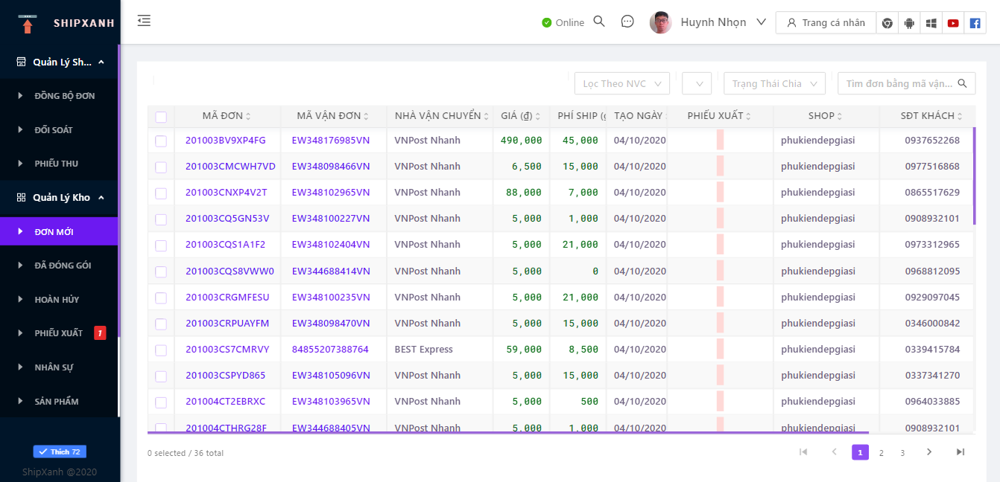 SHIPXANH
Online
Huynh Nhọn
Trang cá nhân
Quản Lý Sh...
ĐỒNG BỘ ĐƠN
ĐỐI SOÁT
PHIẾU THU
Quản Lý Kho
ĐƠN MỚI
ĐÃ ĐÓNG GÓI
HOÀN HỦY
PHIẾU XUẤT 1
NHÂN SỰ
SẢN PHẨM
Thích 72
ShipXanh @2020
Lọc Theo NVC
Trạng Thái Chia
Tìm đơn bằng mã vận...
MÃ ĐƠN MÃ VẬN ĐƠN NHÀ VẬN CHUYỂN GIÁ (₫) PHÍ SHIP (₫ TẠO NGÀY PHIẾU XUẤT SHOP SĐT KHÁCH
201003BV9XP4FG EW348176985VN VNPost Nhanh 490,000 45,000 04/10/2020 phukiendepgiasi 0937652268
201003CMCWH7VD EW348098466VN VNPost Nhanh 6,500 15,000 04/10/2020 phukiendepgiasi 0977516868
201003CNXP4V2T EW348102965VN VNPost Nhanh 88,000 7,000 04/10/2020 phukiendepgiasi 0865517629
201003CQ5GN53V EW348100227VN VNPost Nhanh 5,000 1,000 04/10/2020 phukiendepgiasi 0908932101
201003CQS1A1F2 EW348102404VN VNPost Nhanh 5,000 21,000 04/10/2020 phukiendepgiasi 0973312965
201003CQS8VWW0 EW344688414VN VNPost Nhanh 5,000 0 04/10/2020 phukiendepgiasi 0968812095
201003CRGMFESU EW348100235VN VNPost Nhanh 5,000 21,000 04/10/2020 phukiendepgiasi 0929097045
201003CRPUAYFM EW348098470VN VNPost Nhanh 5,000 15,000 04/10/2020 phukiendepgiasi 0346000842
201003CS7CMRVY 84855207388764 BEST Express 59,000 8,500 04/10/2020 phukiendepgiasi 0339415784
201003CSPYD865 EW348105096VN VNPost Nhanh 5,000 15,000 04/10/2020 phukiendepgiasi 0337341270
201004CT2EBRXC EW348103965VN VNPost Nhanh 5,000 500 04/10/2020 phukiendepgiasi 0964033885
201004CTHRG28F EW344688405VN VNPost Nhanh 5,000 1,000 04/10/2020 phukiendepgiasi 0908932101
0 selected / 36 total
1 2 3